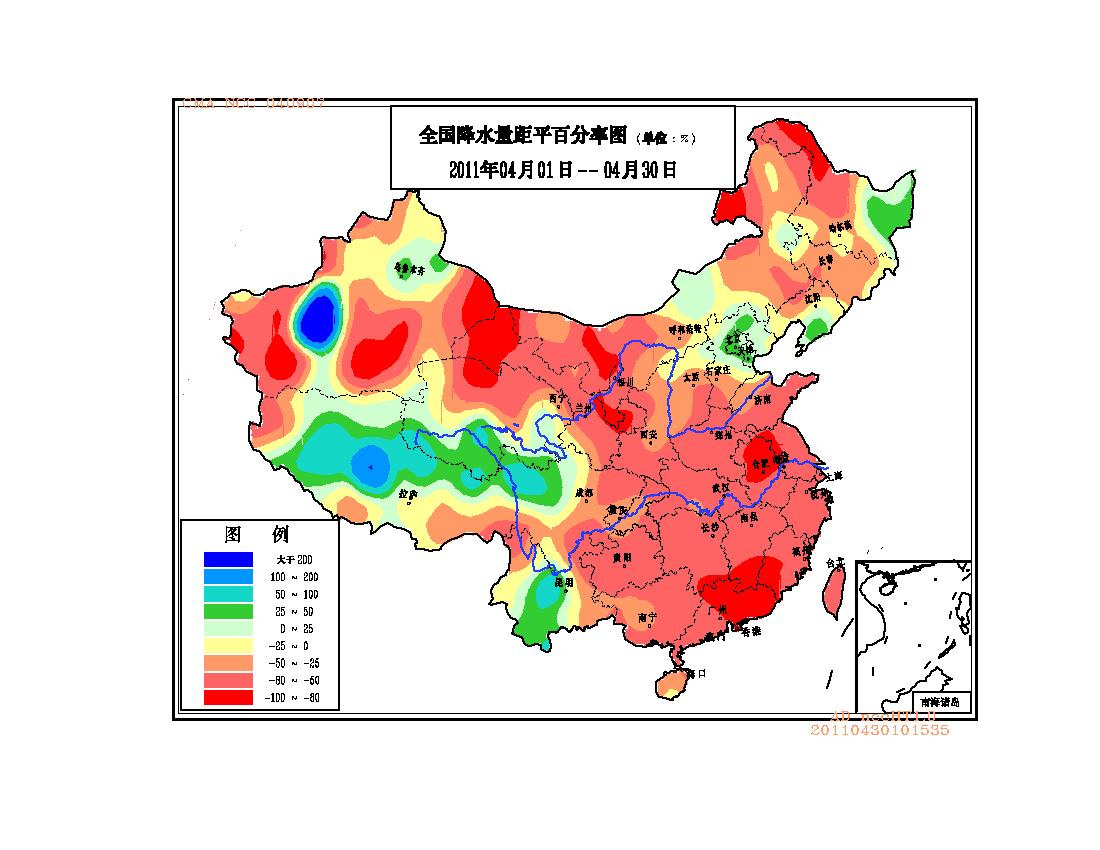 CMA NCC 040902
全国降水量距平百分率图（单位：%）
2011年04月01日 -- 04月30日
哈尔滨
乌鲁木齐
长春
沈阳
呼和浩特
北京
天津
银川
太原
石家庄
西宁
兰州
济南
西安
郑州
合肥
南京
上海
拉萨
成都
武汉
杭州
重庆
长沙
南昌
贵阳
福州
台北
昆明
南宁
广州
澳门
香港
海口
图 例
大于 200
100 ~ 200
50 ~ 100
25 ~ 50
0 ~ 25
-25 ~ 0
-50 ~ -25
-80 ~ -50
-100 ~ -80
南海诸岛
20110430101535